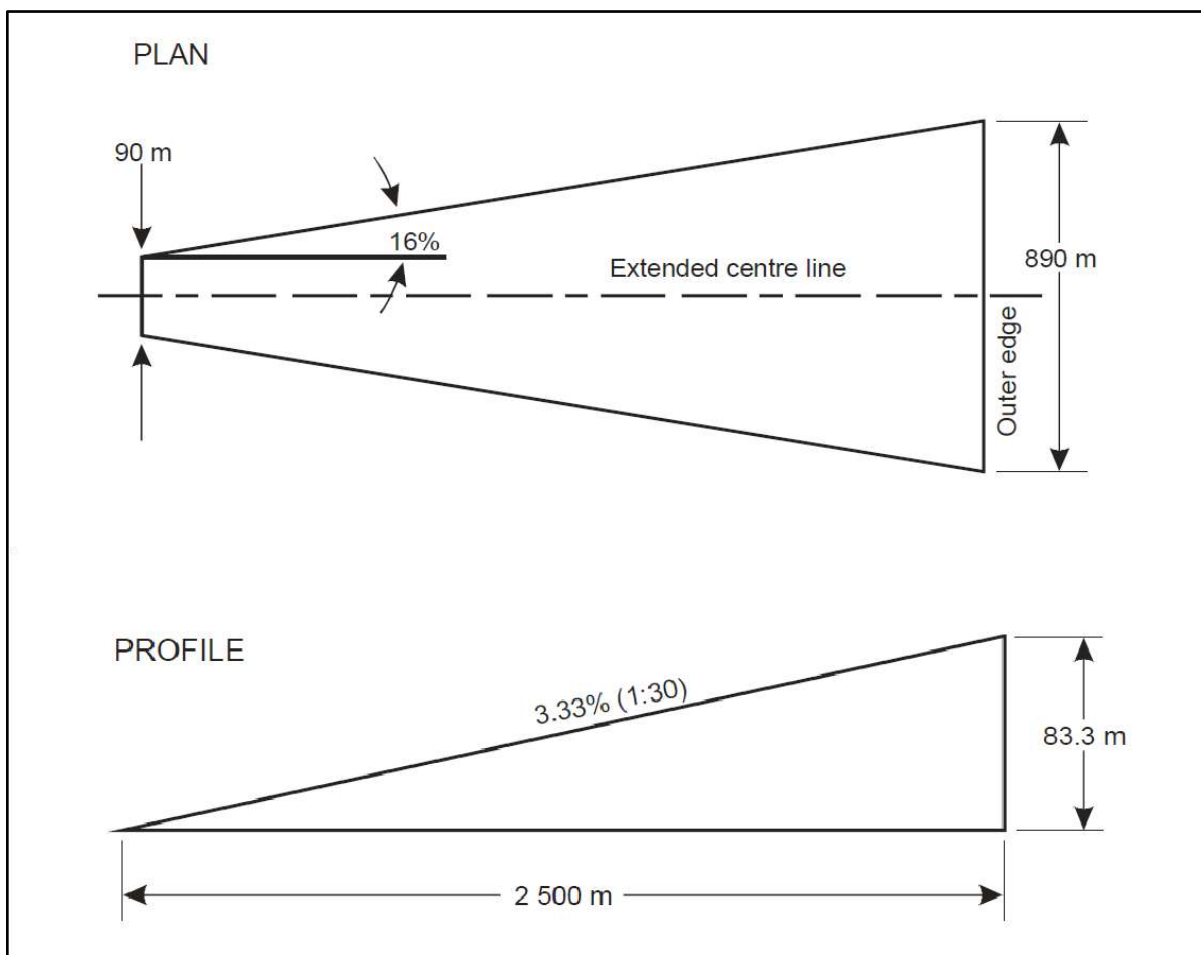 PLAN
90 m
16%
Extended centre line
890 m
Outer edge
PROFILE
3.33% (1:30)
83.3 m
2 500 m